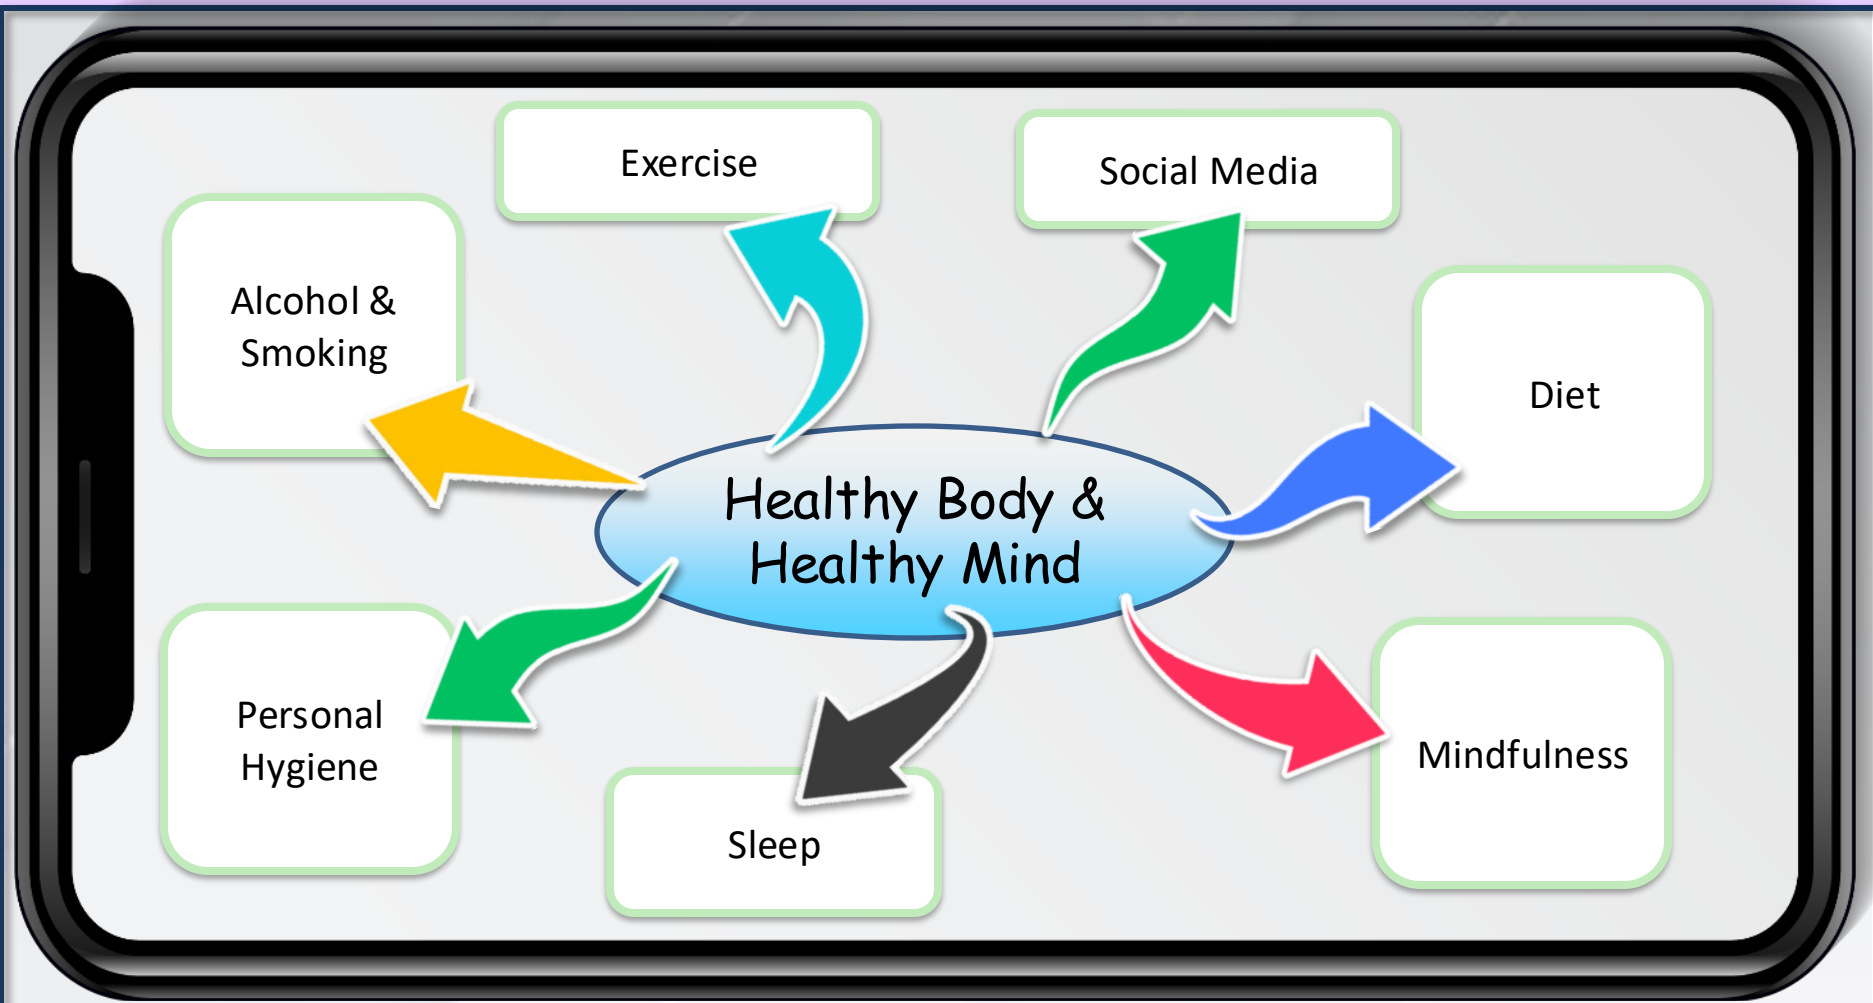 Exercise
Social Media
Alcohol &
Smoking
Diet
Healthy Body &
Healthy Mind
Personal
Hygiene
Mindfulness
Sleep